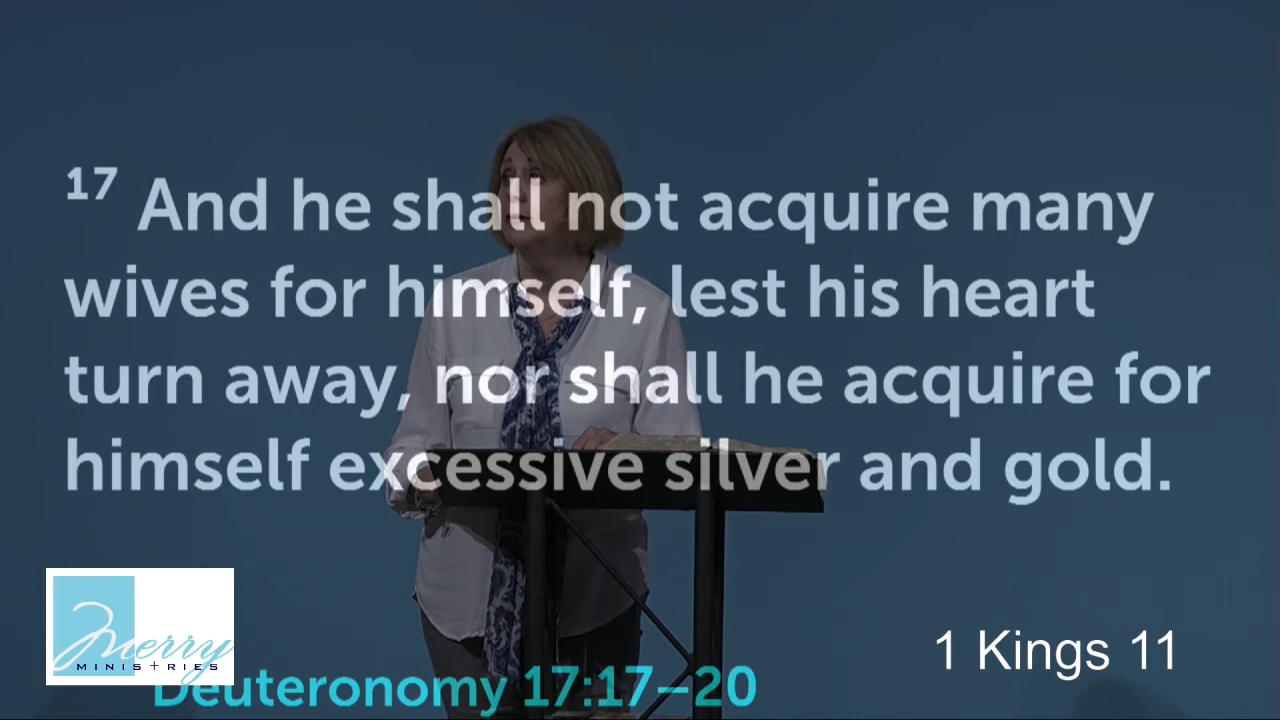 17 And he shall not acquire many
wives for himself, lest his heart
turn away, nor shall he acquire for
himself excessive silver and gold.
Merry
MINISTRIES
1 Kings 11
Deuteronomy 17:17–20